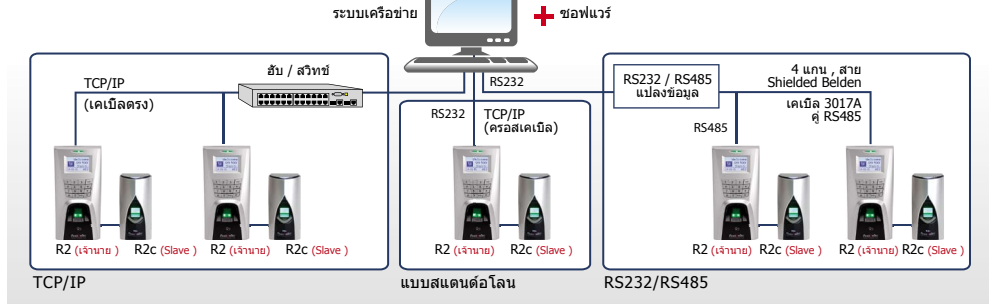 ระบบเครือข่าย
ซอฟแวร์
TCP/IP
(เคเบิลตรง)
ฮับ / สวิทช์
RS232
RS232
TCP/IP
(ครอสเคเบิล)
RS232 / RS485
แปลงข้อมูล
4 แกน , สาย
Shielded Belden
เคเบิล 3017A
คู่ RS485
RS485
R2 (เจ้านาย ) R2C (Slave ) R2 (เจ้านาย) R2C (Slave )
R2 (เจ้านาย) R2C (Slave )
R2 (เจ้านาย) R2C (Slave ) R2 (เจ้านาย) R2C (Slave )
TCP/IP
แบบสแตนด์อโลน
RS232/RS485